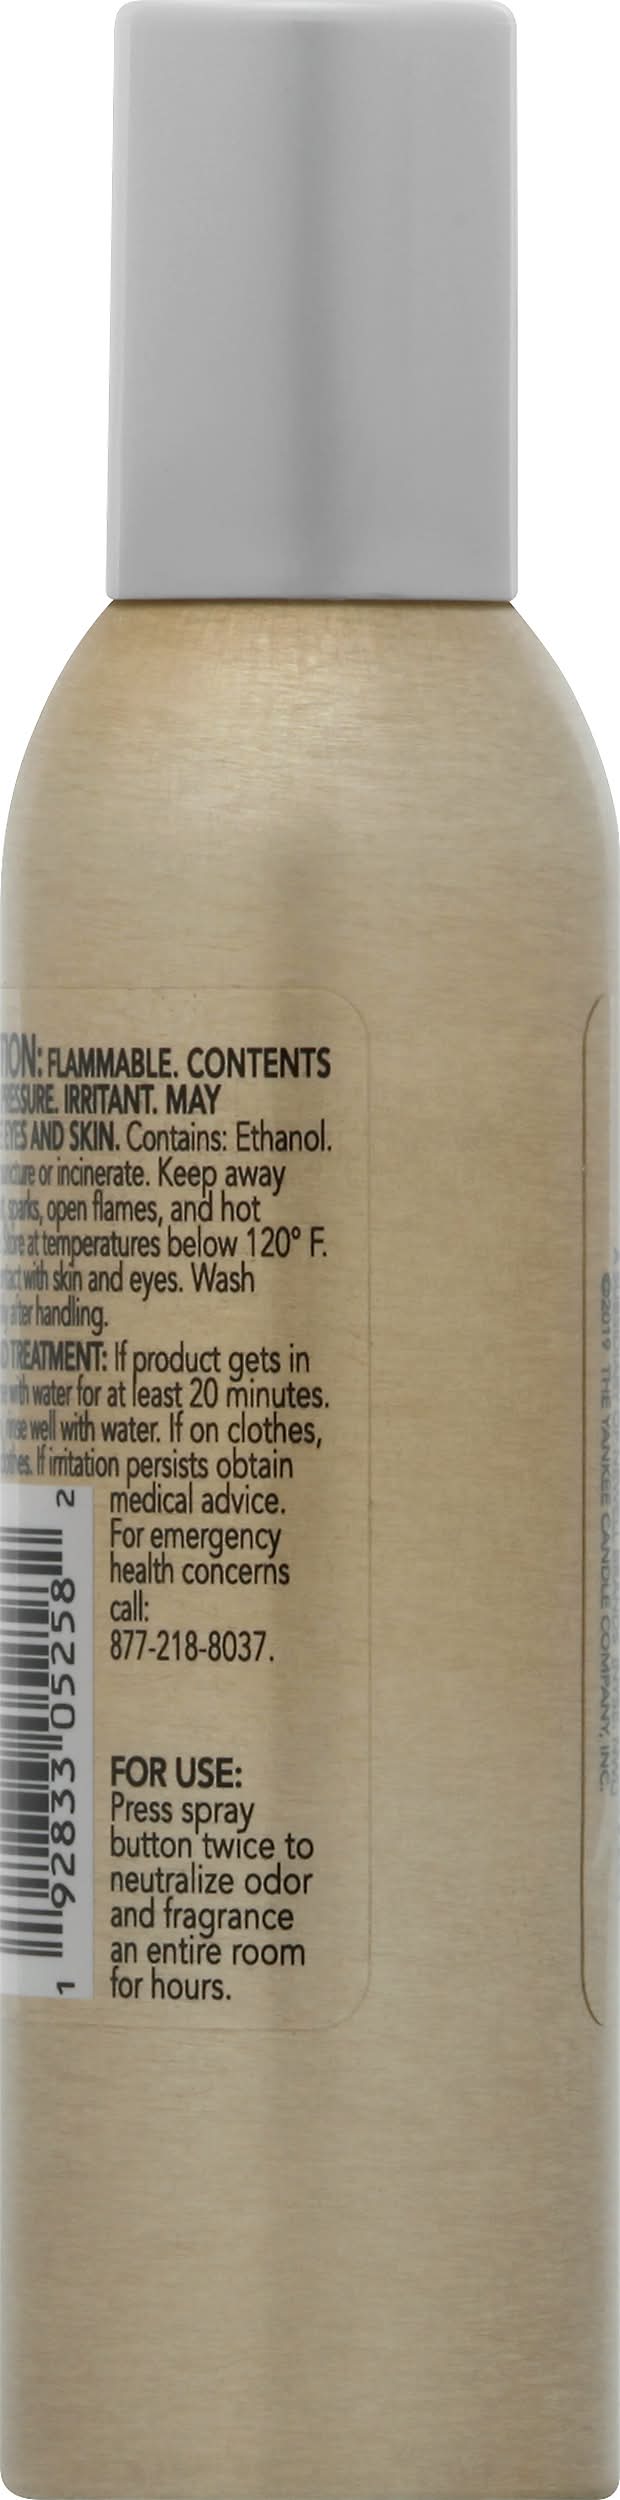 TION: FLAMMABLE. CONTENTS
PRESSURE. IRRITANT. MAY
EYES AND SKIN. Contains: Ethanol.
or incinerate. Keep away
sparks, open flames, and hot
at temperatures below 120° F.
with skin and eyes. Wash
after handling.
TREATMENT: If product gets in
with water for at least 20 minutes.
rinse well with water. If on clothes,
If irritation persists obtain
medical advice.
For emergency
health concerns
call:
877-218-8037.
FOR USE:
Press spray
button twice to
neutralize odor
and fragrance
an entire room
for hours.
1 92833 05258 2
©2019 THE YANKEE CANDLE COMPANY, INC.